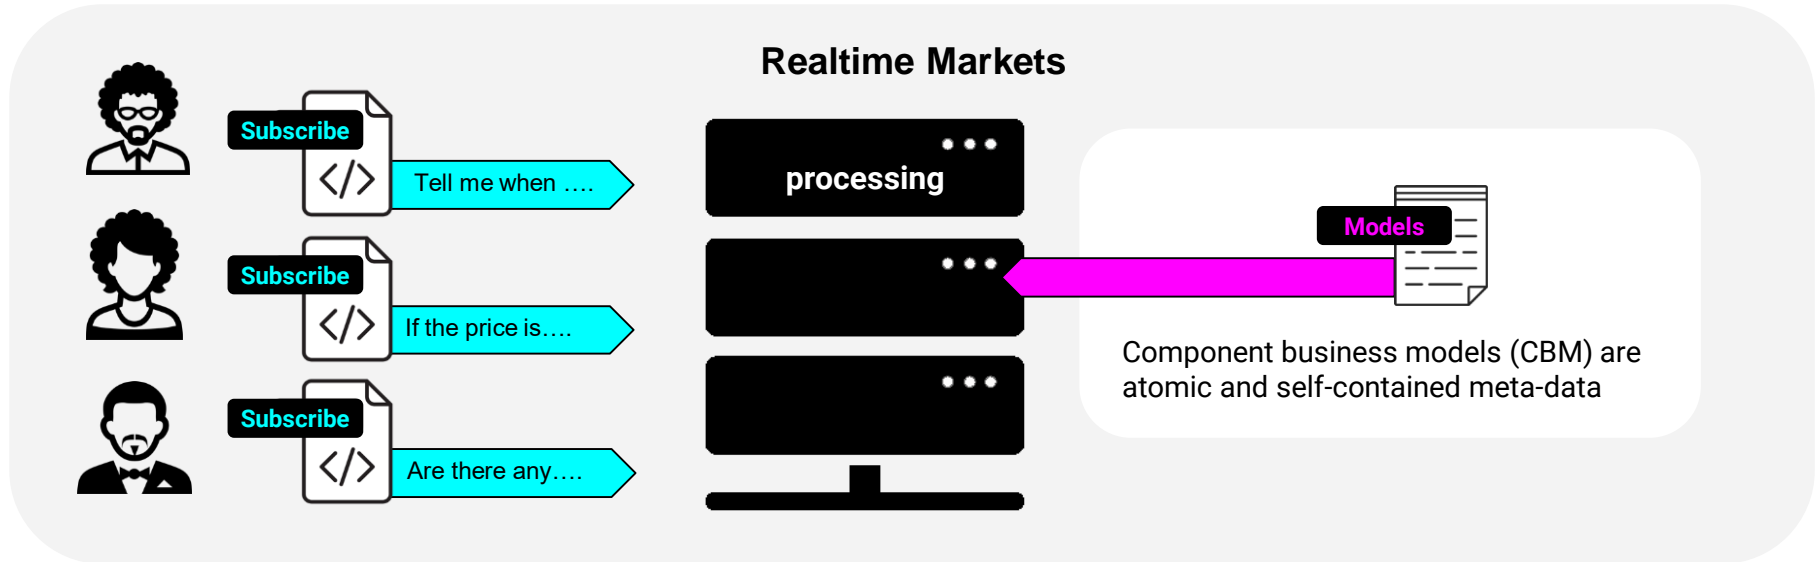 Realtime Markets
Subscribe
</>
Tell me when ....
processing
Subscribe
</>
If the price is....
Models
Component business models (CBM) are
atomic and self-contained meta-data
Subscribe
</>
Are there any....